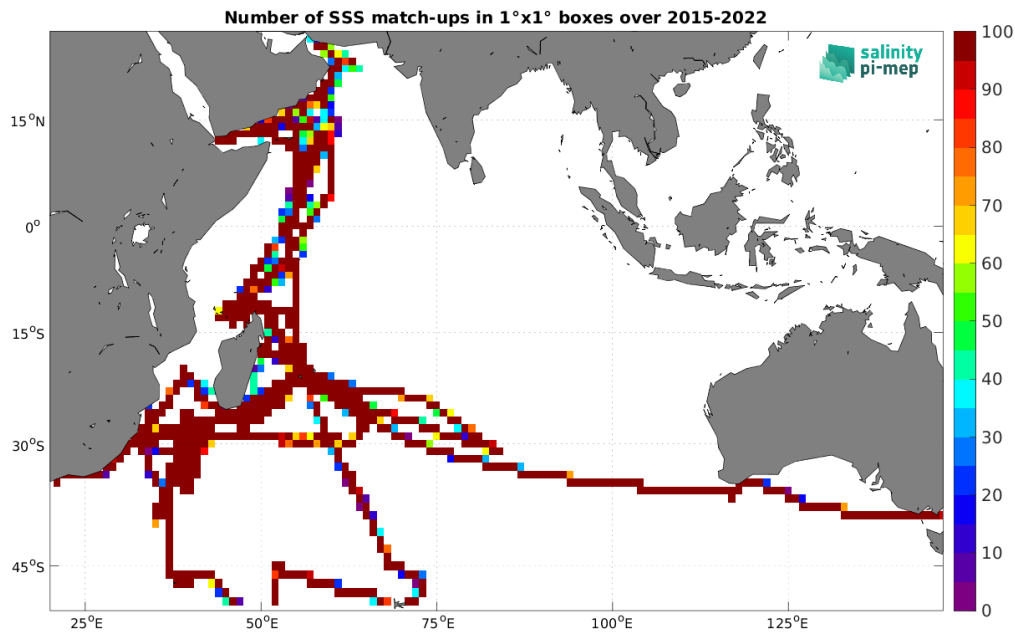 Number of SSS match-ups in 1°x1° boxes over 2015-2022
salinity
pi-mep
100
90
80
70
60
50
40
30
20
10
0
15°N
0°
15°S
30°S
45°S
25°E
50°E
75°E
100°E
125°E